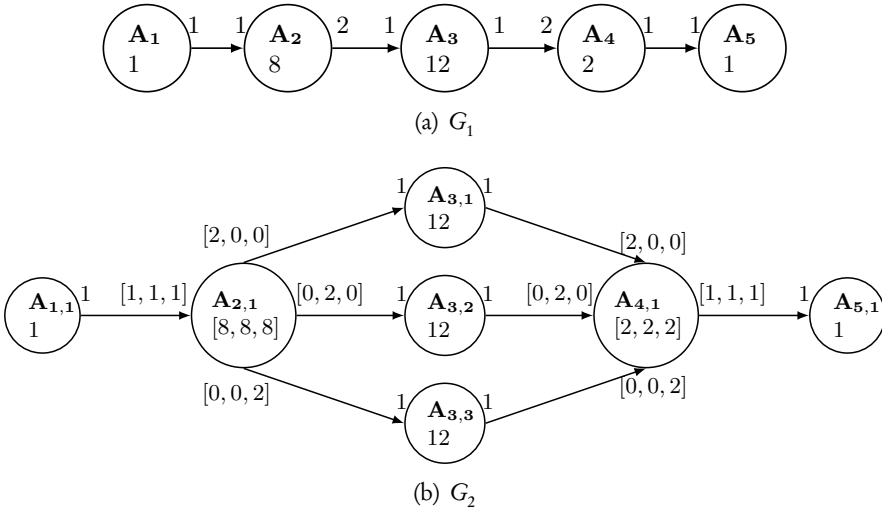 A1 1 1 1 A2 8 2 1 A3 12 1 2 A4 2 1 1 A5 1
(a) G1
A1,1 1 1 [1, 1, 1]
A2,1 [8, 8, 8]
[2, 0, 0] 1 A3,1 12 1 [2, 0, 0]
[0, 2, 0] 1 A3,2 12 1 [0, 2, 0]
[0, 0, 2] 1 A3,3 12 1 [0, 0, 2]
A4,1 [2, 2, 2]
[1, 1, 1] 1 A5,1 1
(b) G2